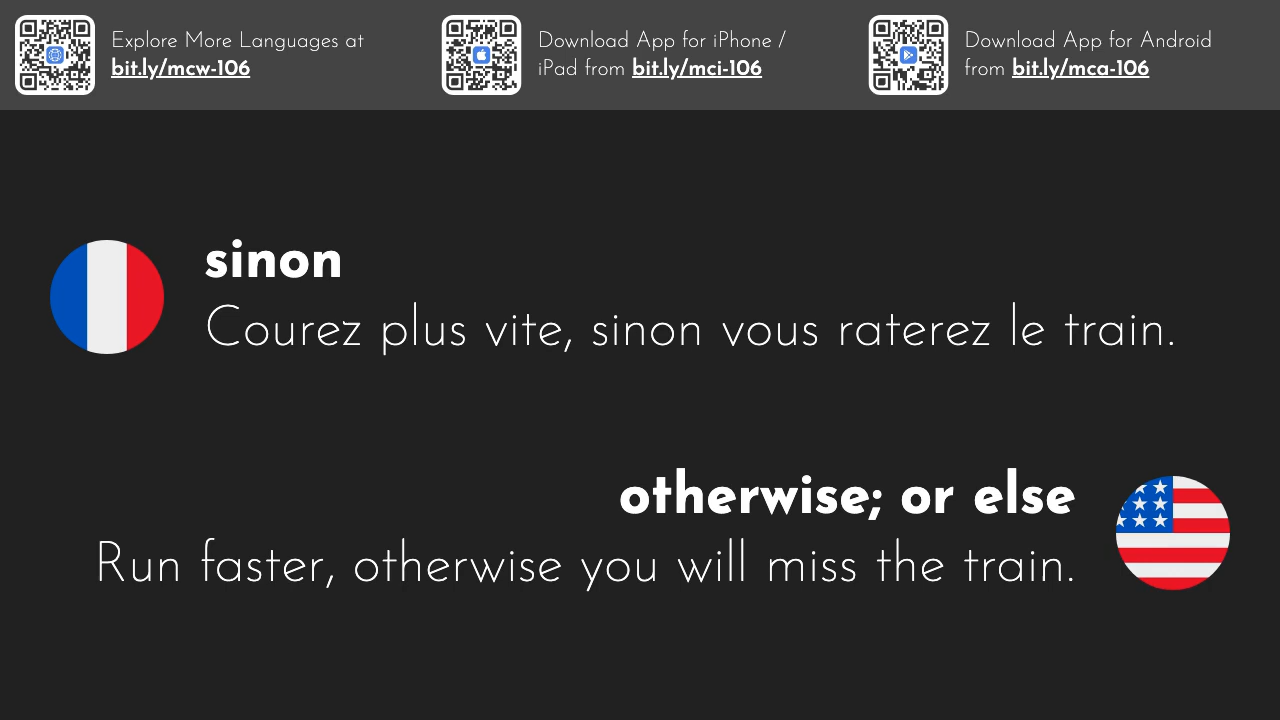 Explore More Languages at
bit.ly/mcw-106
Download App for iPhone /
iPad from bit.ly/mci-106
Download App for Android
from bit.ly/mca-106
sinon
Courez plus vite, sinon vous raterez le train.
otherwise; or else
Run faster, otherwise you will miss the train.